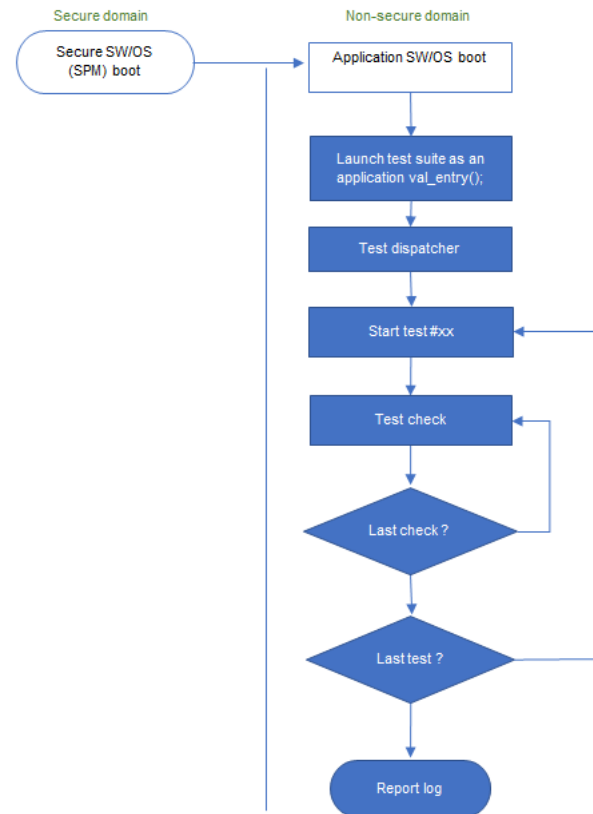 Secure domain
Non-secure domain
Secure SW/OS
(SPM) boot
Application SW/OS boot
Launch test suite as an
application val_entry();
Test dispatcher
Start test #xx
Test check
Last check ?
Last test ?
Report log